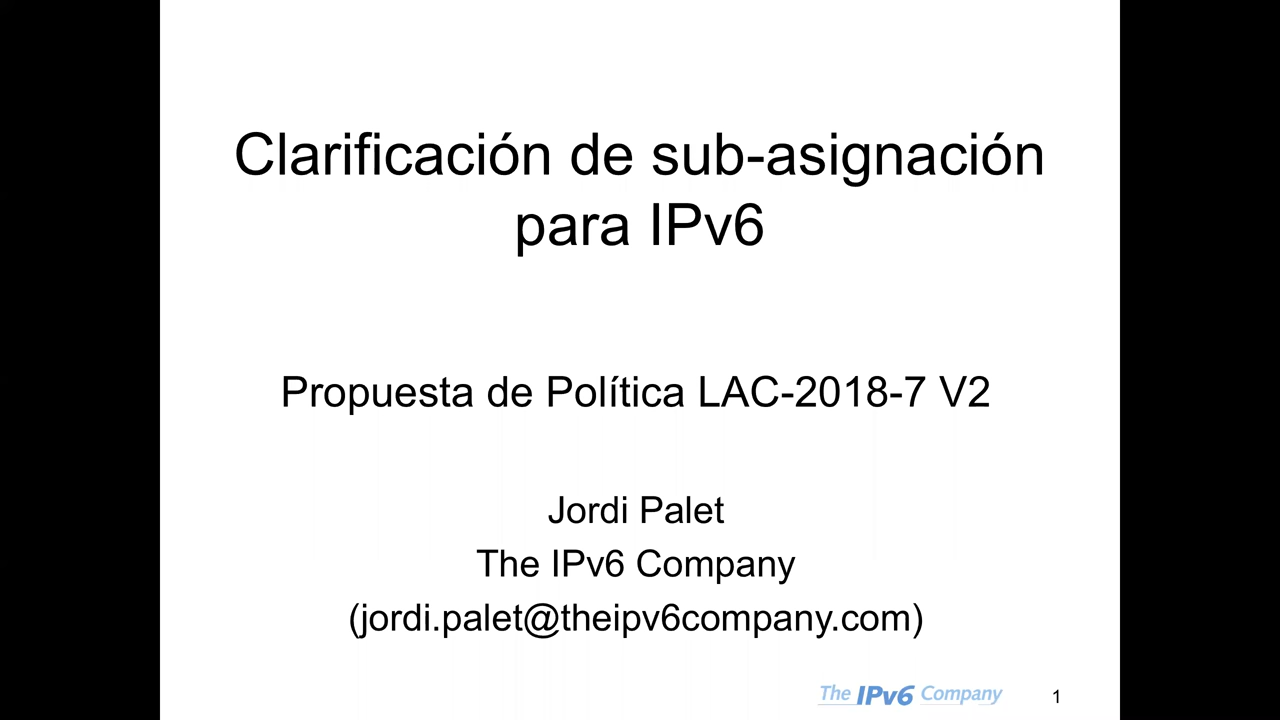 Clarificación de sub-asignación
para IPv6
Propuesta de Política LAC-2018-7 V2
Jordi Palet
The IPv6 Company
(jordi.palet@theipv6company.com)
The IPv6 Company
1